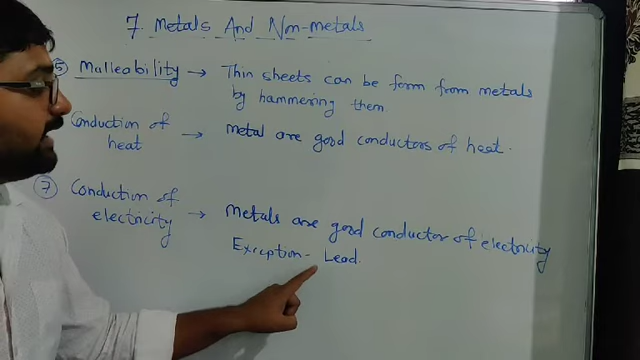 7. Metals And Non-metals
⑤ Malleability → Thin sheets can be form from metals
by hammering them
Conduction of heat → metal are good conductors of heat.
⑦ Conduction of electricity → Metals are good conductor of electricity
Exception - Lead.